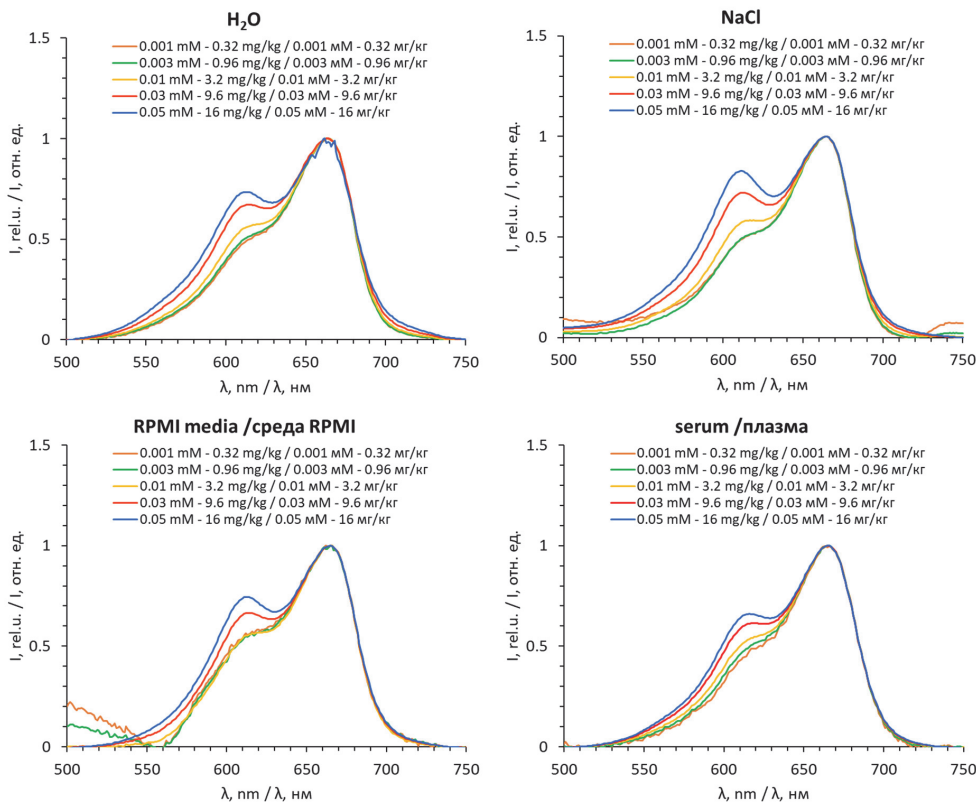 H₂O
1.5
0.001 mM - 0.32 mg/kg / 0.001 мМ - 0.32 мг/кг
0.003 mM - 0.96 mg/kg / 0.003 мМ - 0.96 мг/кг
0.01 mM - 3.2 mg/kg / 0.01 мМ - 3.2 мг/кг
0.03 mM - 9.6 mg/kg / 0.03 мМ - 9.6 мг/кг
0.05 mM - 16 mg/kg / 0.05 мМ - 16 мг/кг
1
0.5
0
I, rel.u. / I, отн. ед.
500 550 600 650 700 750
λ, nm / λ, нм
NaCl
1.5
0.001 mM - 0.32 mg/kg / 0.001 мМ - 0.32 мг/кг
0.003 mM - 0.96 mg/kg / 0.003 мМ - 0.96 мг/кг
0.01 mM - 3.2 mg/kg / 0.01 мМ - 3.2 мг/кг
0.03 mM - 9.6 mg/kg / 0.03 мМ - 9.6 мг/кг
0.05 mM - 16 mg/kg / 0.05 мМ - 16 мг/кг
1
0.5
0
I, rel.u. / I, отн. ед.
500 550 600 650 700 750
λ, nm / λ, нм
RPMI media /среда RPMI
1.5
0.001 mM - 0.32 mg/kg / 0.001 мМ - 0.32 мг/кг
0.003 mM - 0.96 mg/kg / 0.003 мМ - 0.96 мг/кг
0.01 mM - 3.2 mg/kg / 0.01 мМ - 3.2 мг/кг
0.03 mM - 9.6 mg/kg / 0.03 мМ - 9.6 мг/кг
0.05 mM - 16 mg/kg / 0.05 мМ - 16 мг/кг
1
0.5
0
I, rel.u. / I, отн. ед.
500 550 600 650 700 750
λ, nm / λ, нм
serum /плазма
1.5
0.001 mM - 0.32 mg/kg / 0.001 мМ - 0.32 мг/кг
0.003 mM - 0.96 mg/kg / 0.003 мМ - 0.96 мг/кг
0.01 mM - 3.2 mg/kg / 0.01 мМ - 3.2 мг/кг
0.03 mM - 9.6 mg/kg / 0.03 мМ - 9.6 мг/кг
0.05 mM - 16 mg/kg / 0.05 мМ - 16 мг/кг
1
0.5
0
I, rel.u. / I, отн. ед.
500 550 600 650 700 750
λ, nm / λ, нм